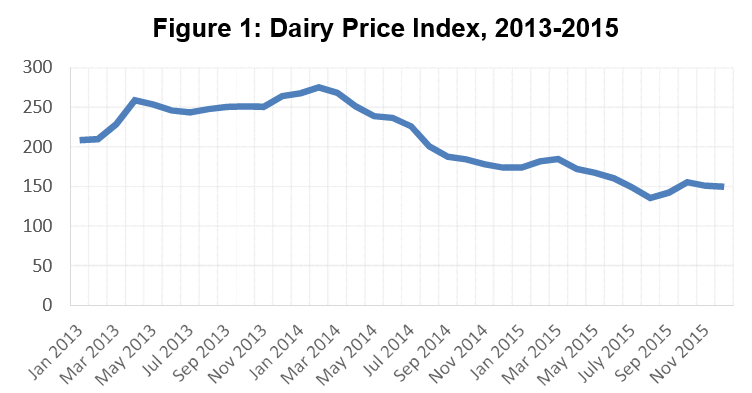 Figure 1: Dairy Price Index, 2013-2015
300
250
200
150
100
50
0
Jan 2013
Mar 2013
May 2013
Jul 2013
Sep 2013
Nov 2013
Jan 2014
Mar 2014
May 2014
Jul 2014
Sep 2014
Nov 2014
Jan 2015
Mar 2015
May 2015
July 2015
Sep 2015
Nov 2015